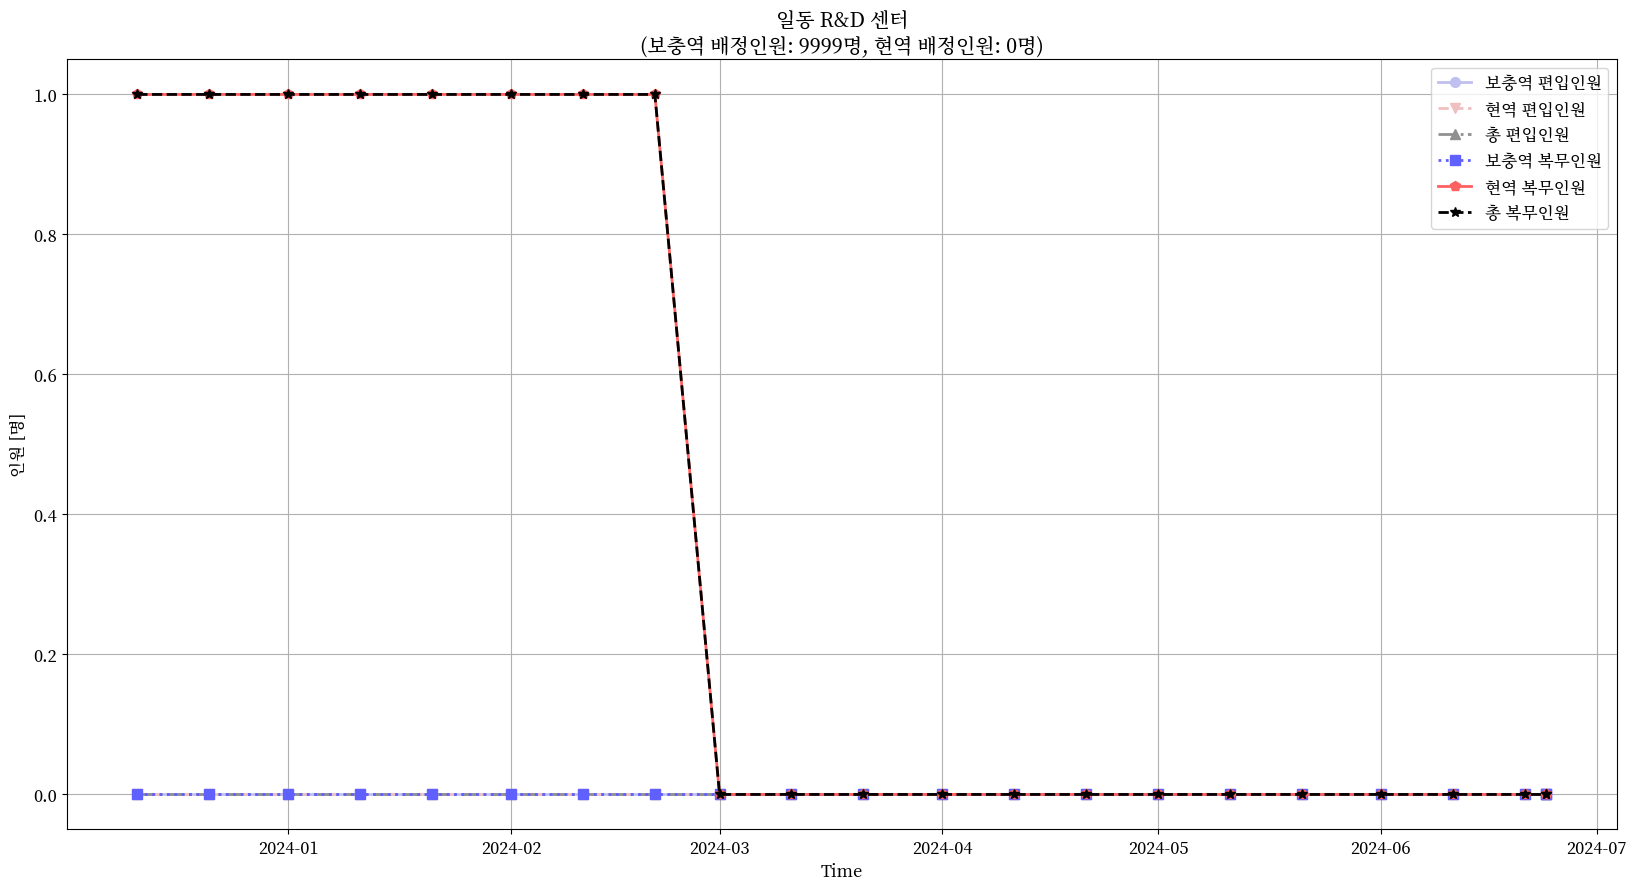 일동 R&D 센터
(보충역 배정인원: 9999명, 현역 배정인원: 0명)
보충역 편입인원
현역 편입인원
총 편입인원
보충역 복무인원
현역 복무인원
총 복무인원
1.0
0.8
0.6
0.4
0.2
0.0
인원 [명]
2024-01
2024-02
2024-03
2024-04
2024-05
2024-06
2024-07
Time